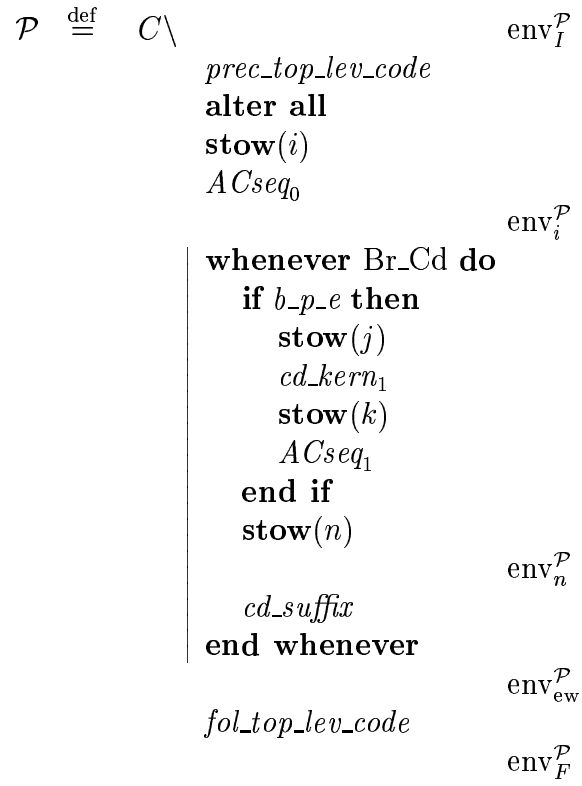 𝒫 def= C\ env_I^𝒫
prec_top_lev_code
alter all
stow(i)
ACseq_0
env_i^𝒫
whenever Br_Cd do
if b_p_e then
stow(j)
cd_kern_1
stow(k)
ACseq_1
end if
stow(n)
env_n^𝒫
cd_suffix
end whenever
env_ew^𝒫
fol_top_lev_code
env_F^𝒫